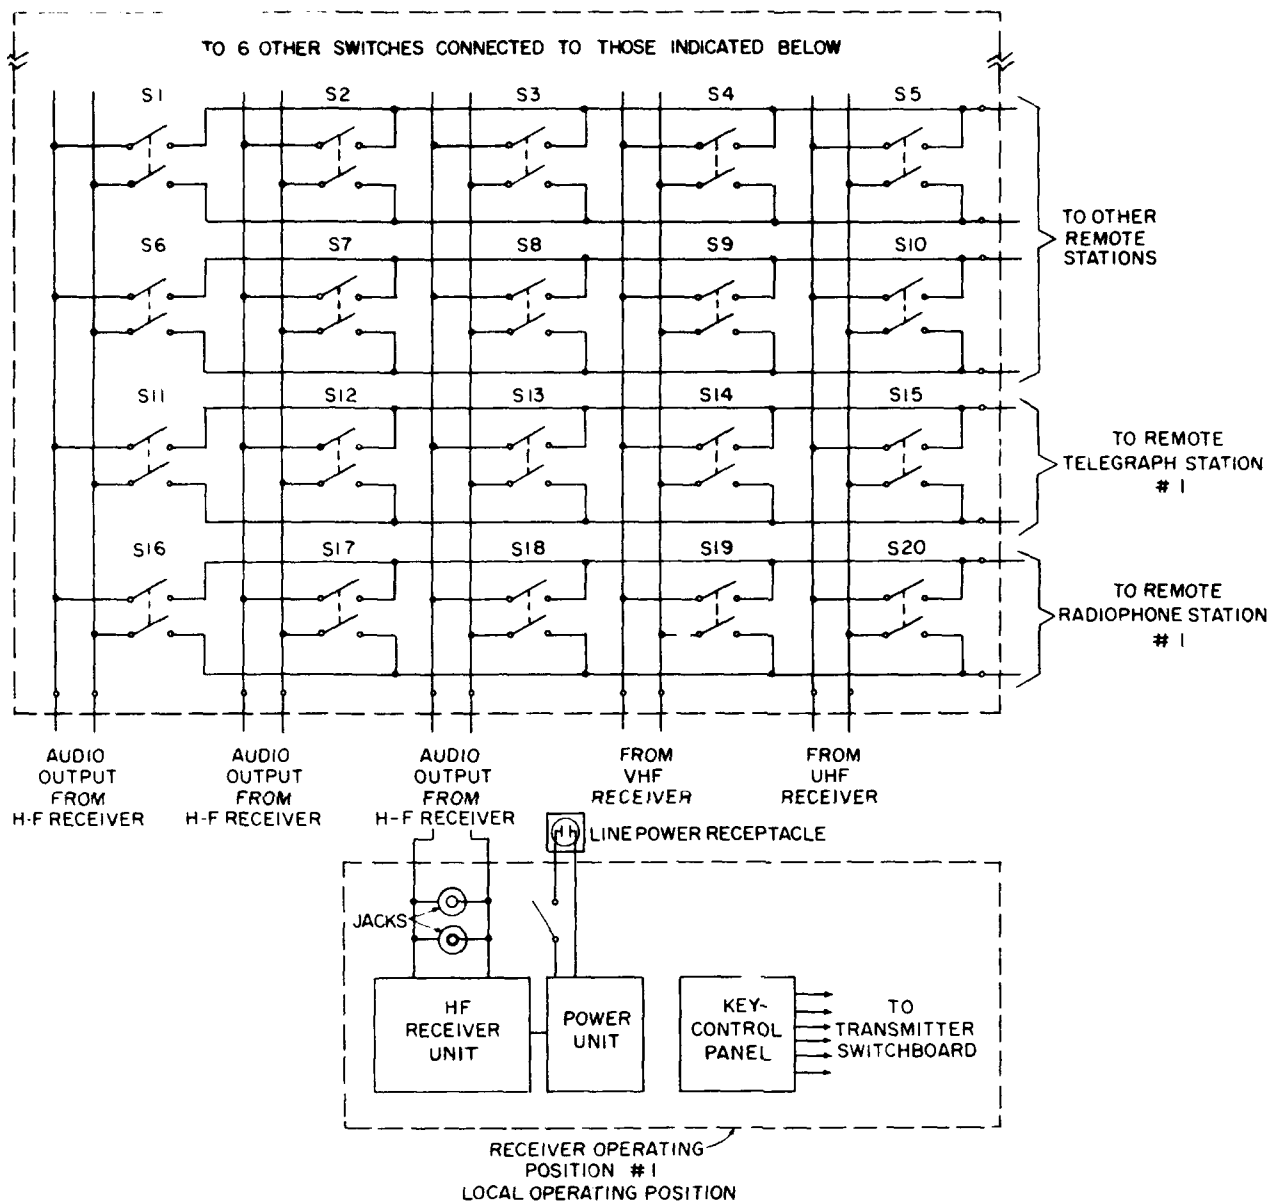 TO 6 OTHER SWITCHES CONNECTED TO THOSE INDICATED BELOW
S1 S2 S3 S4 S5
TO OTHER
REMOTE
STATIONS
S6 S7 S8 S9 S10
S11 S12 S13 S14 S15
TO REMOTE
TELEGRAPH STATION
# 1
S16 S17 S18 S19 S20
TO REMOTE
RADIOPHONE STATION
# 1
AUDIO
OUTPUT
FROM
H-F RECEIVER
AUDIO
OUTPUT
FROM
H-F RECEIVER
AUDIO
OUTPUT
FROM
H-F RECEIVER
FROM
VHF
RECEIVER
FROM
UHF
RECEIVER
LINE POWER RECEPTACLE
JACKS
HF
RECEIVER
UNIT
POWER
UNIT
KEY-
CONTROL
PANEL
TO
TRANSMITTER
SWITCHBOARD
RECEIVER OPERATING
POSITION #1
LOCAL OPERATING POSITION